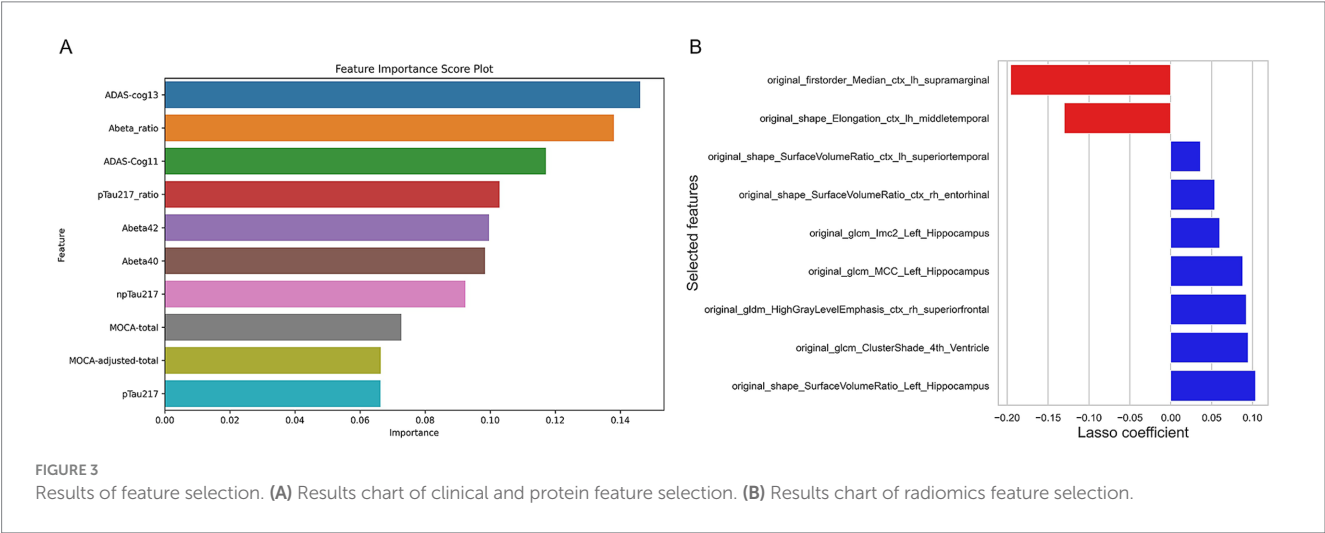 A
Feature Importance Score Plot
Feature
ADAS-cog13
Abeta_ratio
ADAS-Cog11
pTau217_ratio
Abeta42
Abeta40
npTau217
MOCA-total
MOCA-adjusted-total
pTau217
0.00 0.02 0.04 0.06 0.08 0.10 0.12 0.14
Importance
B
Selected features
original_firstorder_Median_ctx_lh_supramarginal
original_shape_Elongation_ctx_lh_middletemporal
original_shape_SurfaceVolumeRatio_ctx_lh_superiortemporal
original_shape_SurfaceVolumeRatio_ctx_rh_entorhinal
original_glcm_Imc2_Left_Hippocampus
original_glcm_MCC_Left_Hippocampus
original_gldm_HighGrayLevelEmphasis_ctx_rh_superiorfrontal
original_glcm_ClusterShade_4th_Ventricle
original_shape_SurfaceVolumeRatio_Left_Hippocampus
−0.20 −0.15 −0.10 −0.05 0.00 0.05 0.10
Lasso coefficient
FIGURE 3
Results of feature selection. (A) Results chart of clinical and protein feature selection. (B) Results chart of radiomics feature selection.